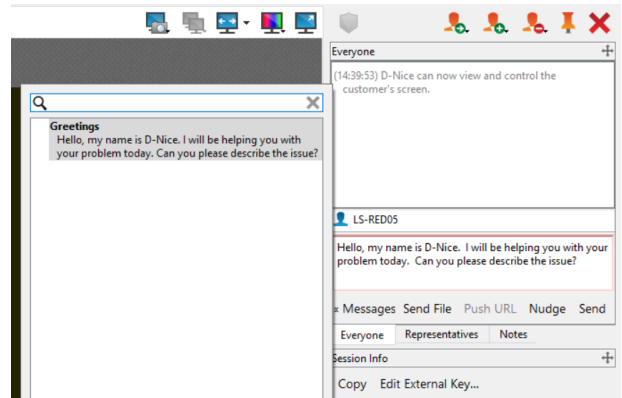 Everyone
(14:39:53) D-Nice can now view and control the
customer's screen.
Greetings
Hello, my name is D-Nice. I will be helping you with
your problem today. Can you please describe the issue?
LS-RED05
Hello, my name is D-Nice.  I will be helping you with your
problem today.  Can you please describe the issue?
« Messages Send File Push URL Nudge Send
Everyone Representatives Notes
Session Info
Copy Edit External Key...